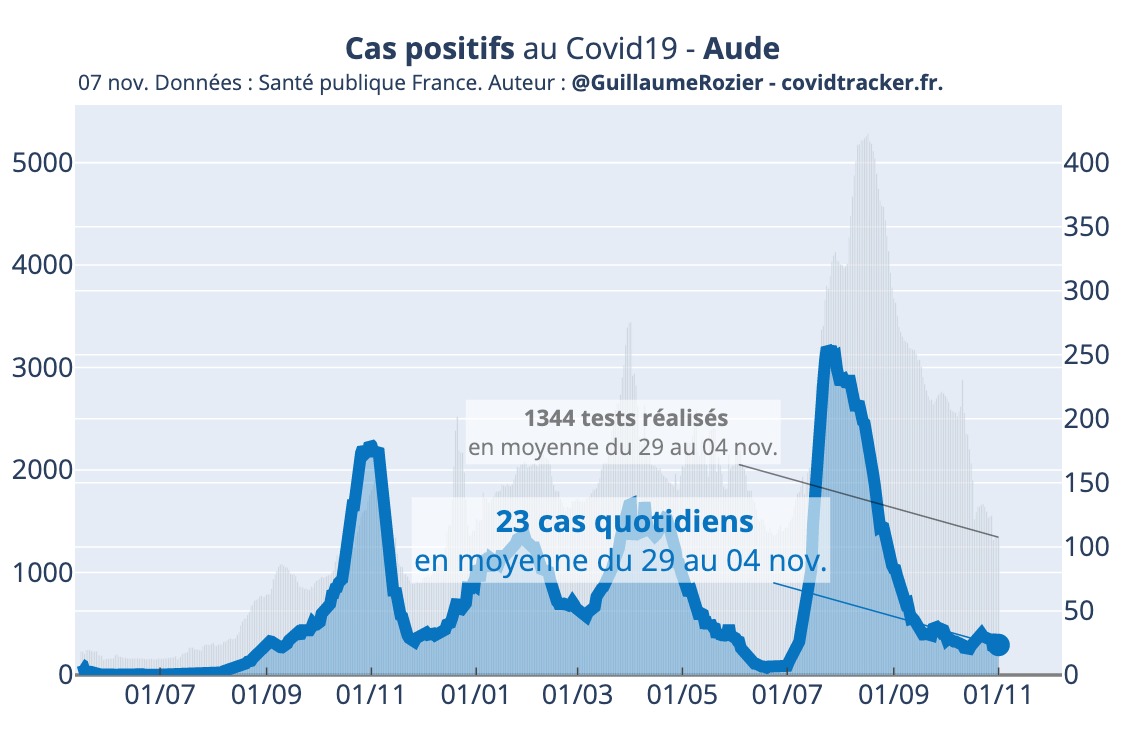 Cas positifs au Covid19 - Aude
07 nov. Données : Santé publique France. Auteur : @GuillaumeRozier - covidtracker.fr.
5000
4000
3000
2000
1000
0
400
350
300
250
200
150
100
50
0
1344 tests réalisés
en moyenne du 29 au 04 nov.
23 cas quotidiens
en moyenne du 29 au 04 nov.
01/07 01/09 01/11 01/01 01/03 01/05 01/07 01/09 01/11